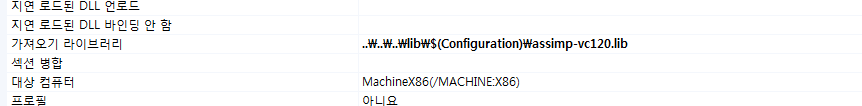 지연 로드된 DLL 언로드
지연 로드된 DLL 바인딩 안 함
가져오기 라이브러리 ..₩..₩..₩lib₩$(Configuration)₩assimp-vc120.lib
섹션 병합
대상 컴퓨터 MachineX86(/MACHINE:X86)
프로필 아니요